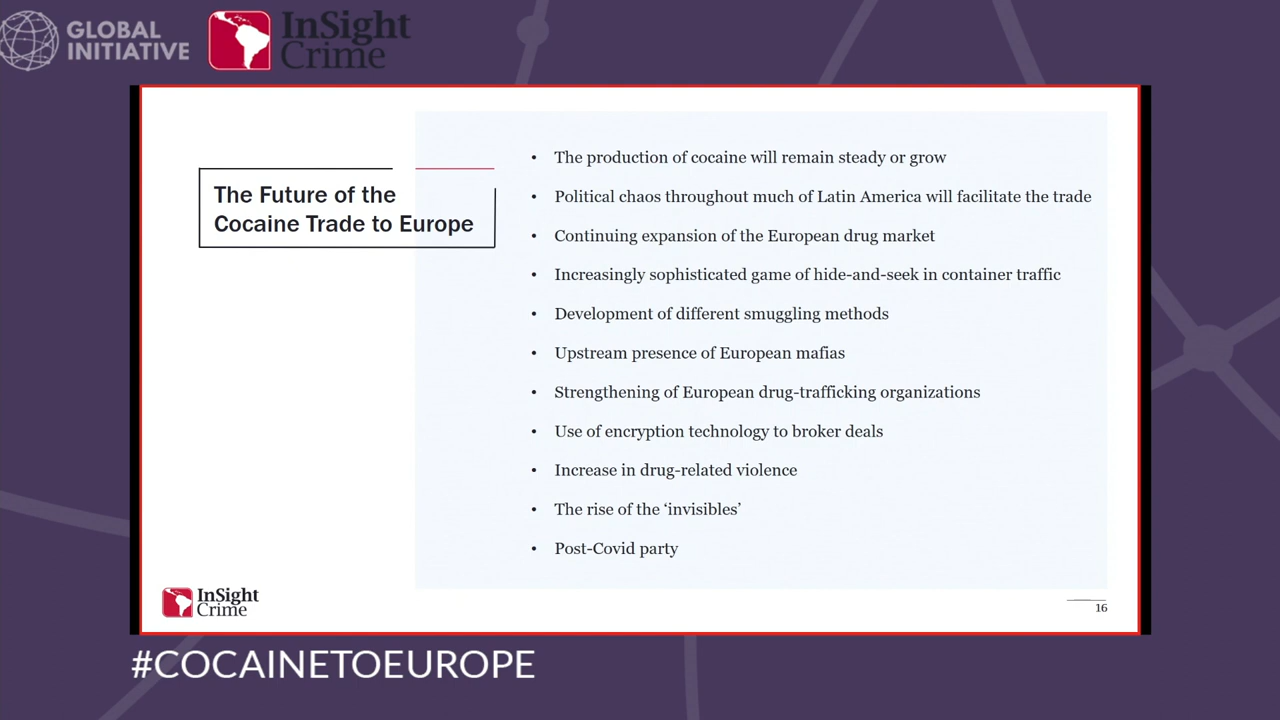 GLOBAL
INITIATIVE
InSight
Crime
The Future of the
Cocaine Trade to Europe
• The production of cocaine will remain steady or grow
• Political chaos throughout much of Latin America will facilitate the trade
• Continuing expansion of the European drug market
• Increasingly sophisticated game of hide-and-seek in container traffic
• Development of different smuggling methods
• Upstream presence of European mafias
• Strengthening of European drug-trafficking organizations
• Use of encryption technology to broker deals
• Increase in drug-related violence
• The rise of the ‘invisibles’
• Post-Covid party
InSight
Crime
16
#COCAINETOEUROPE